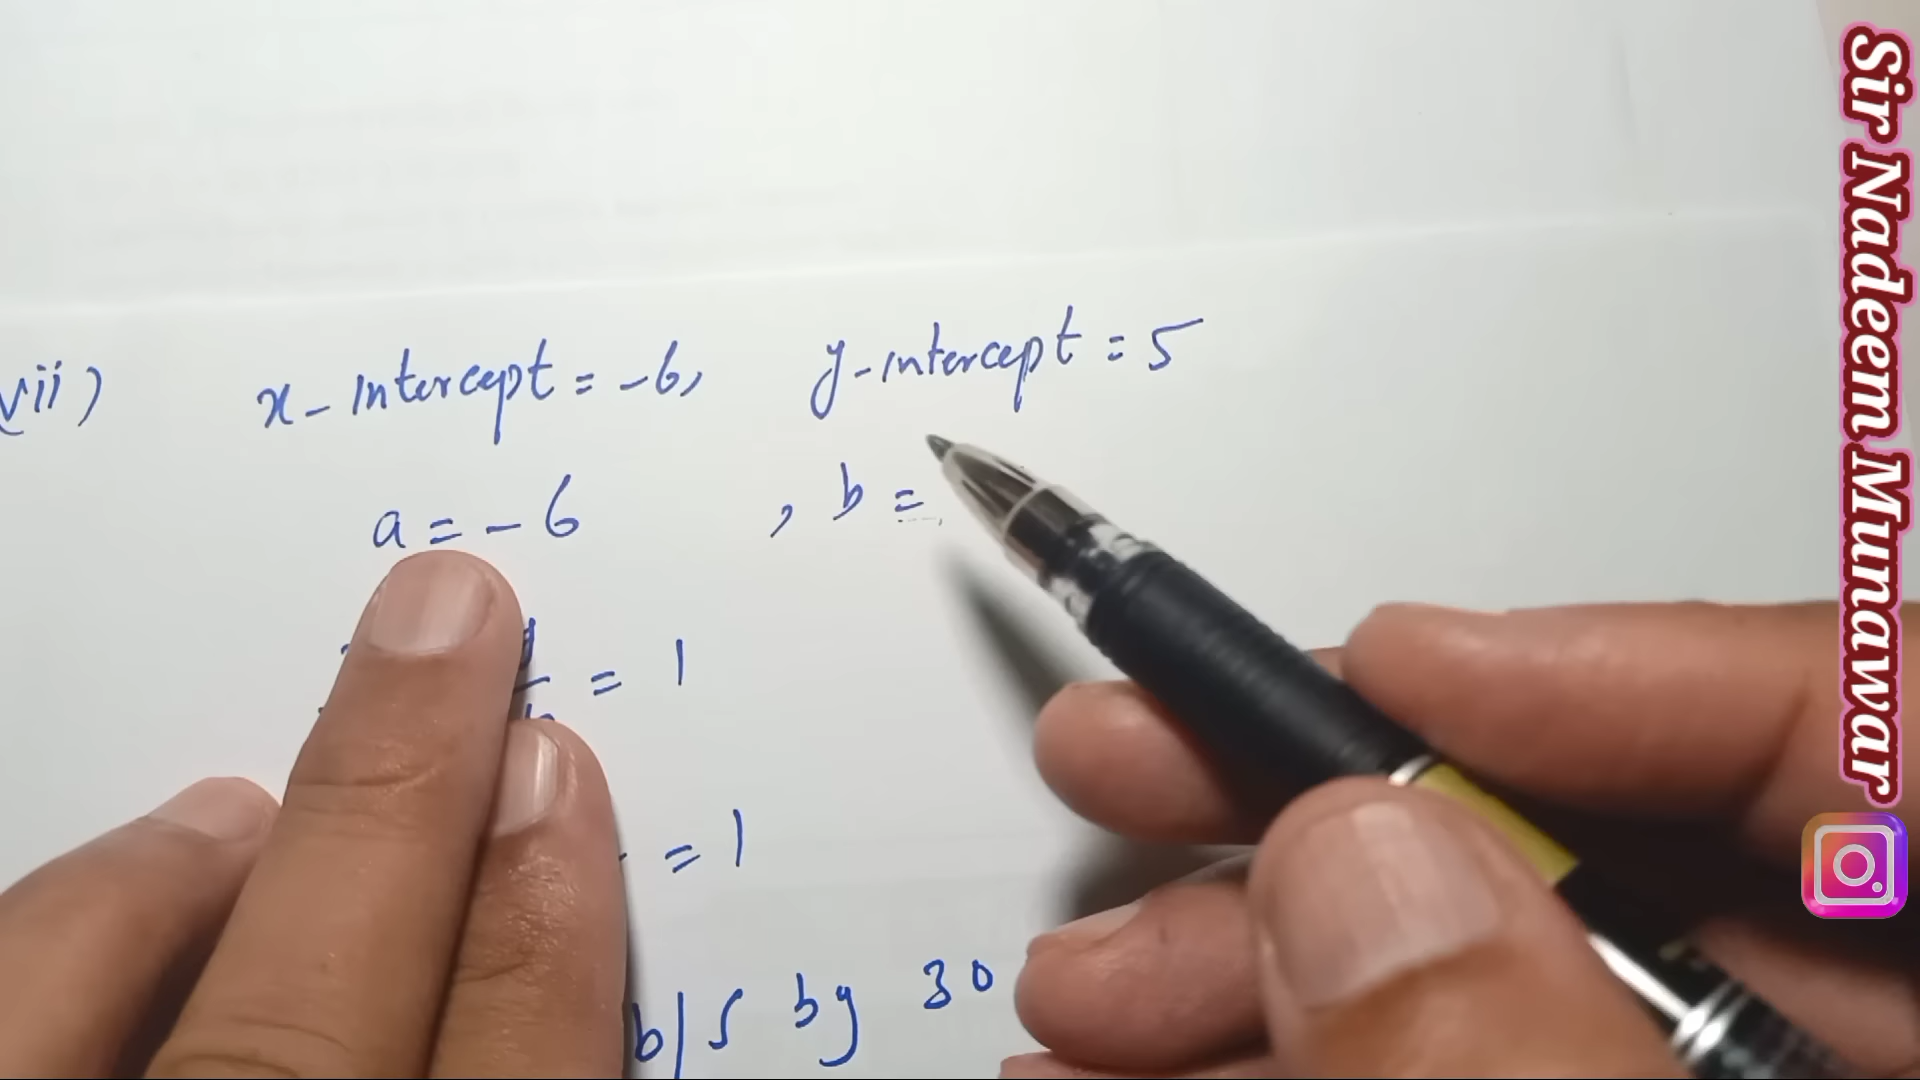 vii) x-intercept = -6, y-intercept = 5
a = -6 , b =
= 1
= 1
b/s by 30
Sir Nadeem Munawar